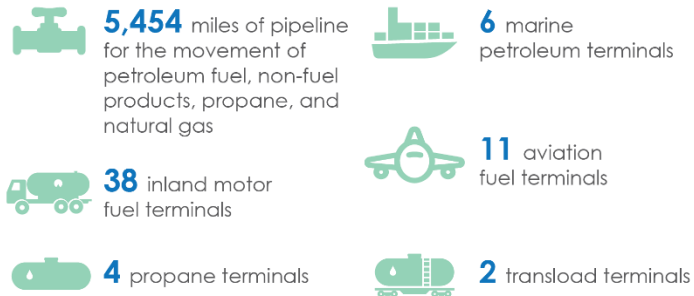 5,454 miles of pipeline
for the movement of
petroleum fuel, non-fuel
products, propane, and
natural gas
6 marine
petroleum terminals
38 inland motor
fuel terminals
11 aviation
fuel terminals
4 propane terminals
2 transload terminals